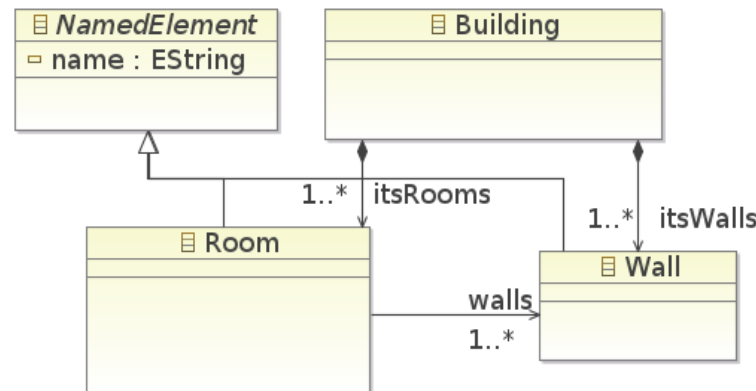 NamedElement
name : EString
Building
1..* itsRooms
1..* itsWalls
Room
Wall
walls
1..*